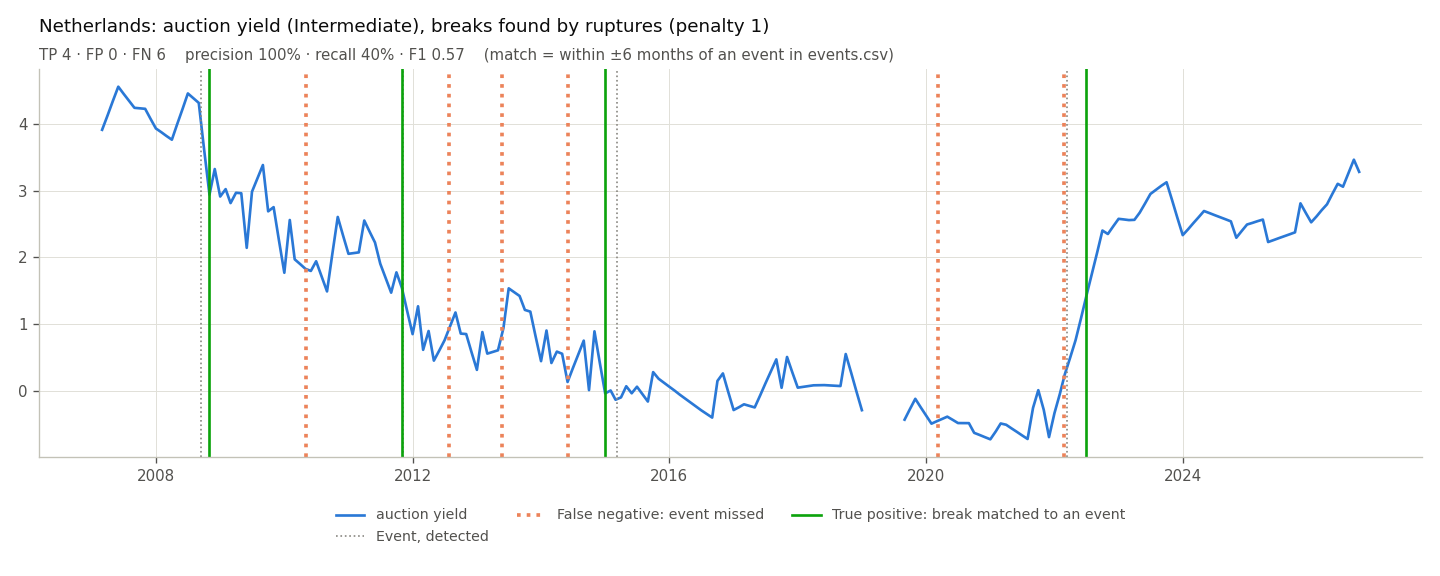 Netherlands: auction yield (Intermediate), breaks found by ruptures (penalty 1)
TP 4 · FP 0 · FN 6    precision 100% · recall 40% · F1 0.57    (match = within ±6 months of an event in events.csv)
4
3
2
1
0
2008 2012 2016 2020 2024
auction yield   False negative: event missed   True positive: break matched to an event
Event, detected